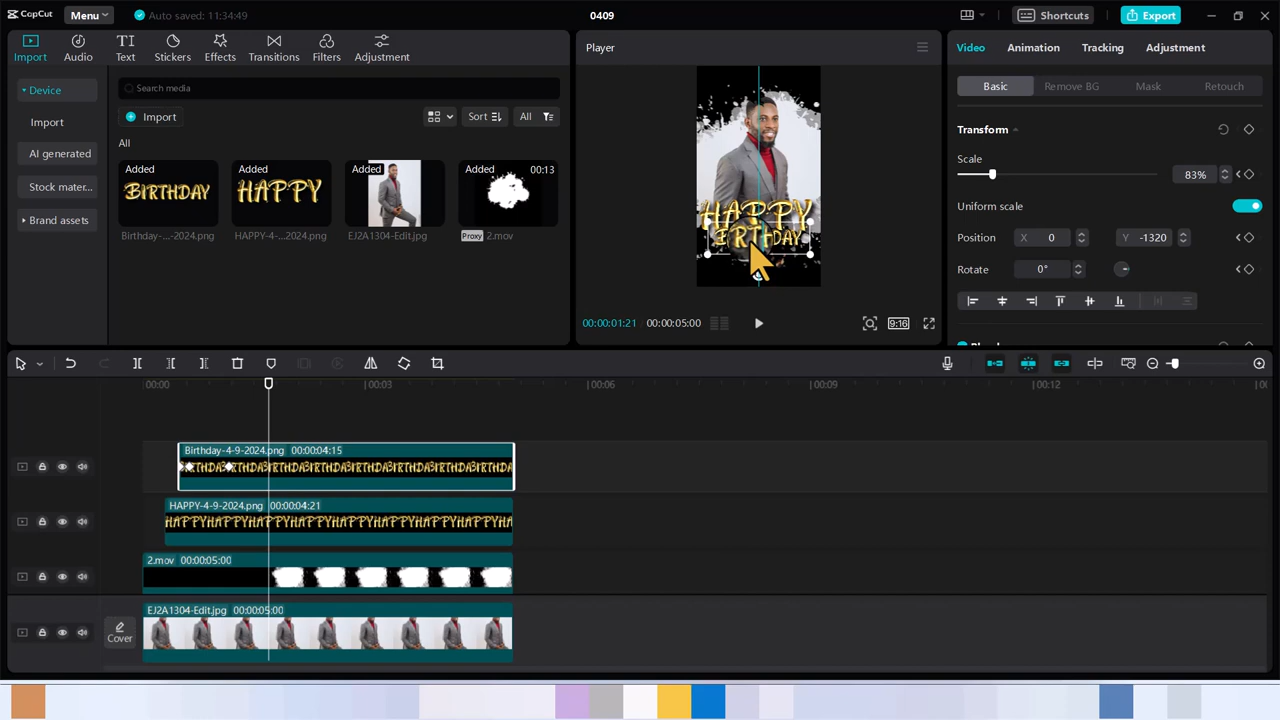 CapCut
Menu
Auto saved: 11:34:49
0409
Shortcuts
Export
Import
Audio
Text
Stickers
Effects
Transitions
Filters
Adjustment
Device
Import
AI generated
Stock mater...
Brand assets
Search media
Import
Sort
All
All
Added
BIRTHDAY
Birthday-...-2024.png
Added
HAPPY
HAPPY-4-...2024.png
Added
EJ2A1304-Edit.jpg
Added
00:13
Proxy 2.mov
Player
HAPPY
BIRTHDAY
00:00:01:21
00:00:05:00
9:16
Video
Animation
Tracking
Adjustment
Basic
Remove BG
Mask
Retouch
Transform
Scale
83%
Uniform scale
Position
X 0
Y -1320
Rotate
0°
00:00
00:03
00:06
00:09
00:12
Birthday-4-9-2024.png 00:00:04:15
HAPPY-4-9-2024.png 00:00:04:21
HAPPYHAPPYHAPPYHAPPYHAPPYHAPPYHAPPYHAPPY
2.mov 00:00:05:00
EJ2A1304-Edit.jpg 00:00:05:00
Cover